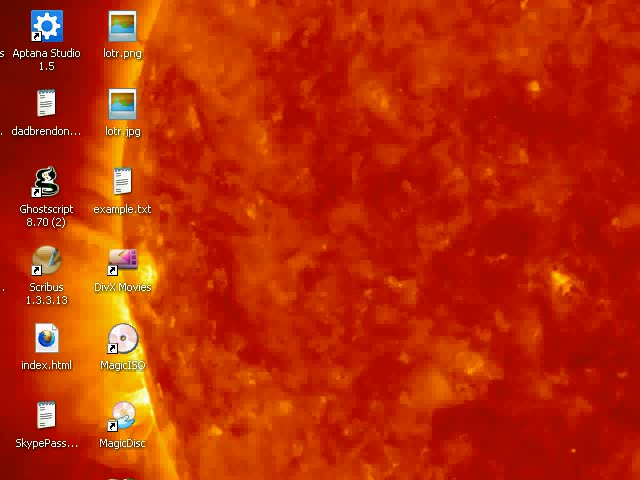 s
Aptana Studio
1.5
lotr.png
dadbrendon...
lotr.jpg
.
Ghostscript
8.70 (2)
example.txt
Scribus
1.3.3.13
DivX Movies
.
index.html
MagicISO
SkypePass...
MagicDisc